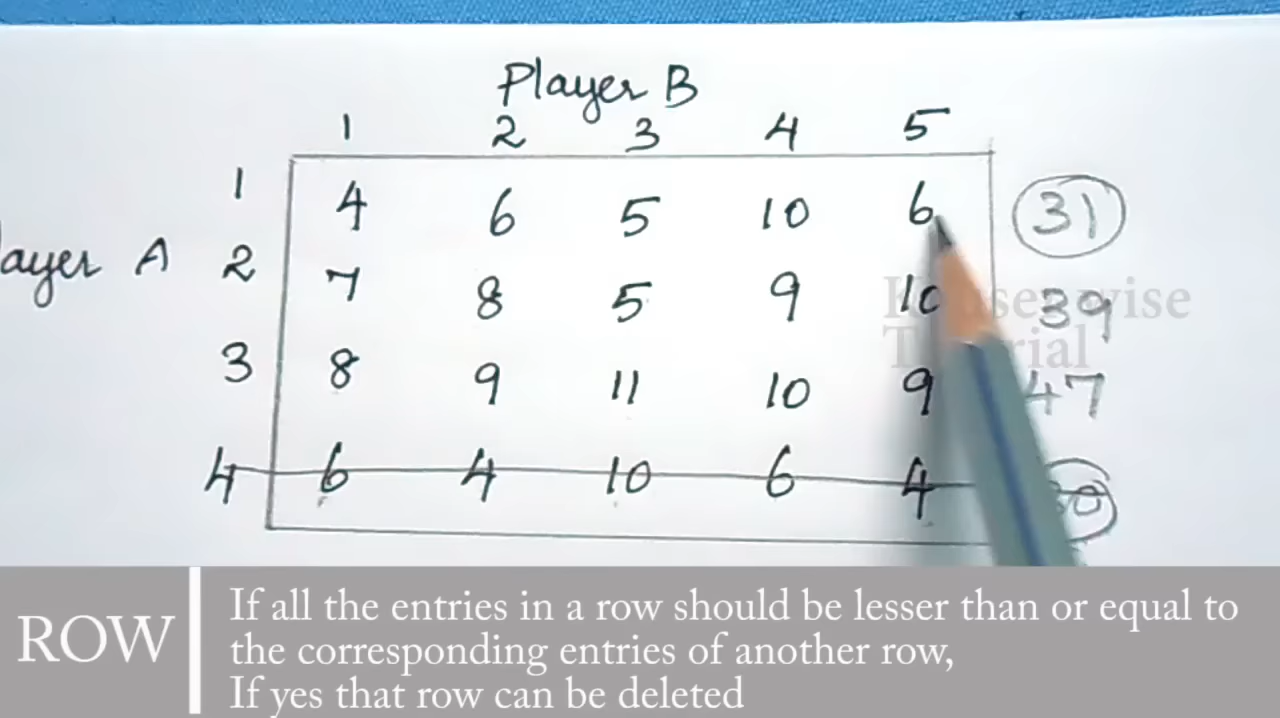 Player B
1 2 3 4 5
1 4 6 5 10 6 31
Player A 2 7 8 5 9 10 39
3 8 9 11 10 9 47
4 6 4 10 6 4
ROW
If all the entries in a row should be lesser than or equal to
the corresponding entries of another row,
If yes that row can be deleted